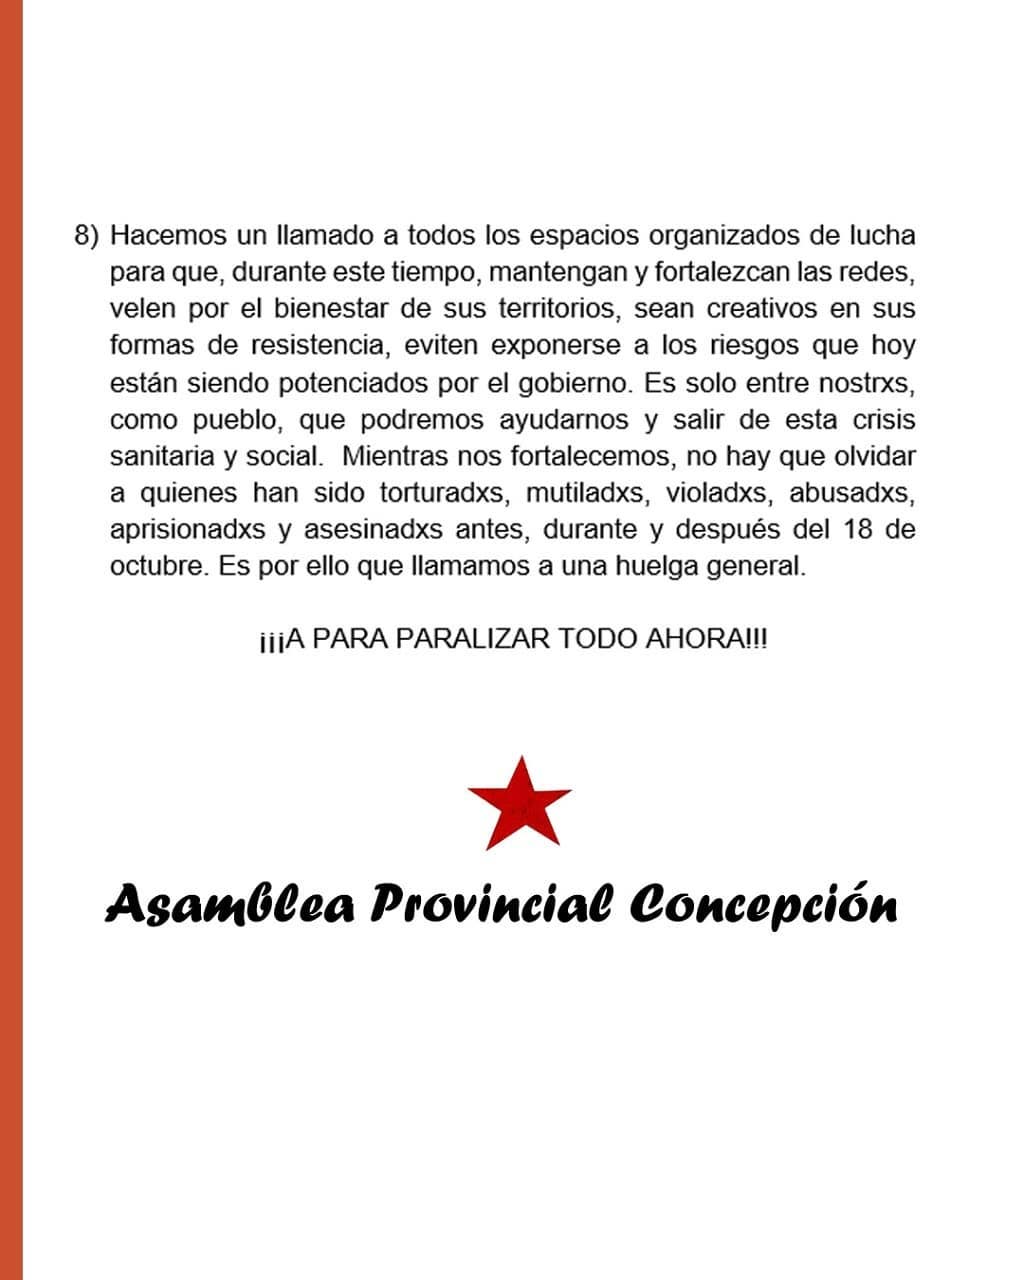 8) Hacemos un llamado a todos los espacios organizados de lucha
para que, durante este tiempo, mantengan y fortalezcan las redes,
velen por el bienestar de sus territorios, sean creativos en sus
formas de resistencia, eviten exponerse a los riesgos que hoy
están siendo potenciados por el gobierno. Es solo entre nostrxs,
como pueblo, que podremos ayudarnos y salir de esta crisis
sanitaria y social. Mientras nos fortalecemos, no hay que olvidar
a quienes han sido torturadxs, mutiladxs, violadxs, abusadxs,
aprisionadxs y asesinadxs antes, durante y después del 18 de
octubre. Es por ello que llamamos a una huelga general.
¡¡¡A PARA PARALIZAR TODO AHORA!!!
Asamblea Provincial Concepción